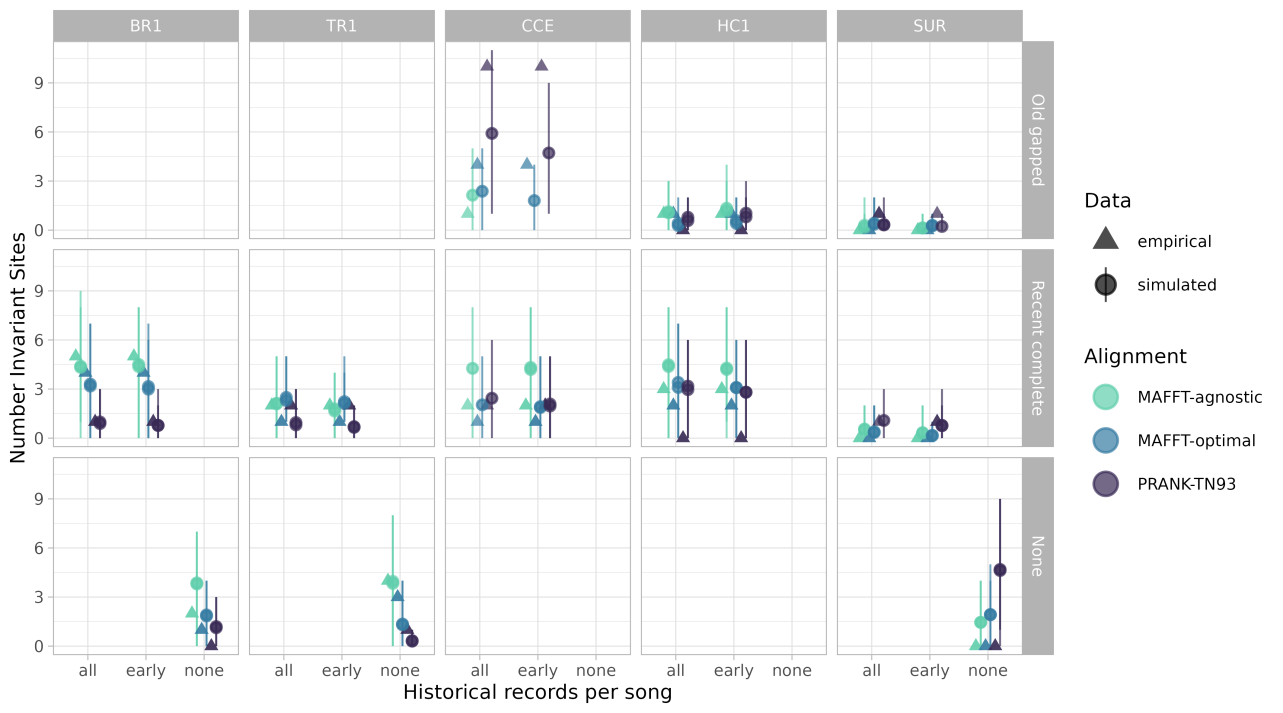 BR1 TR1 CCE HC1 SUR
9
6
3
0
Old gapped
9
6
3
0
Recent complete
9
6
3
0
None
Number Invariant Sites
all early none all early none all early none all early none all early none
Historical records per song
Data
empirical
simulated
Alignment
MAFFT-agnostic
MAFFT-optimal
PRANK-TN93